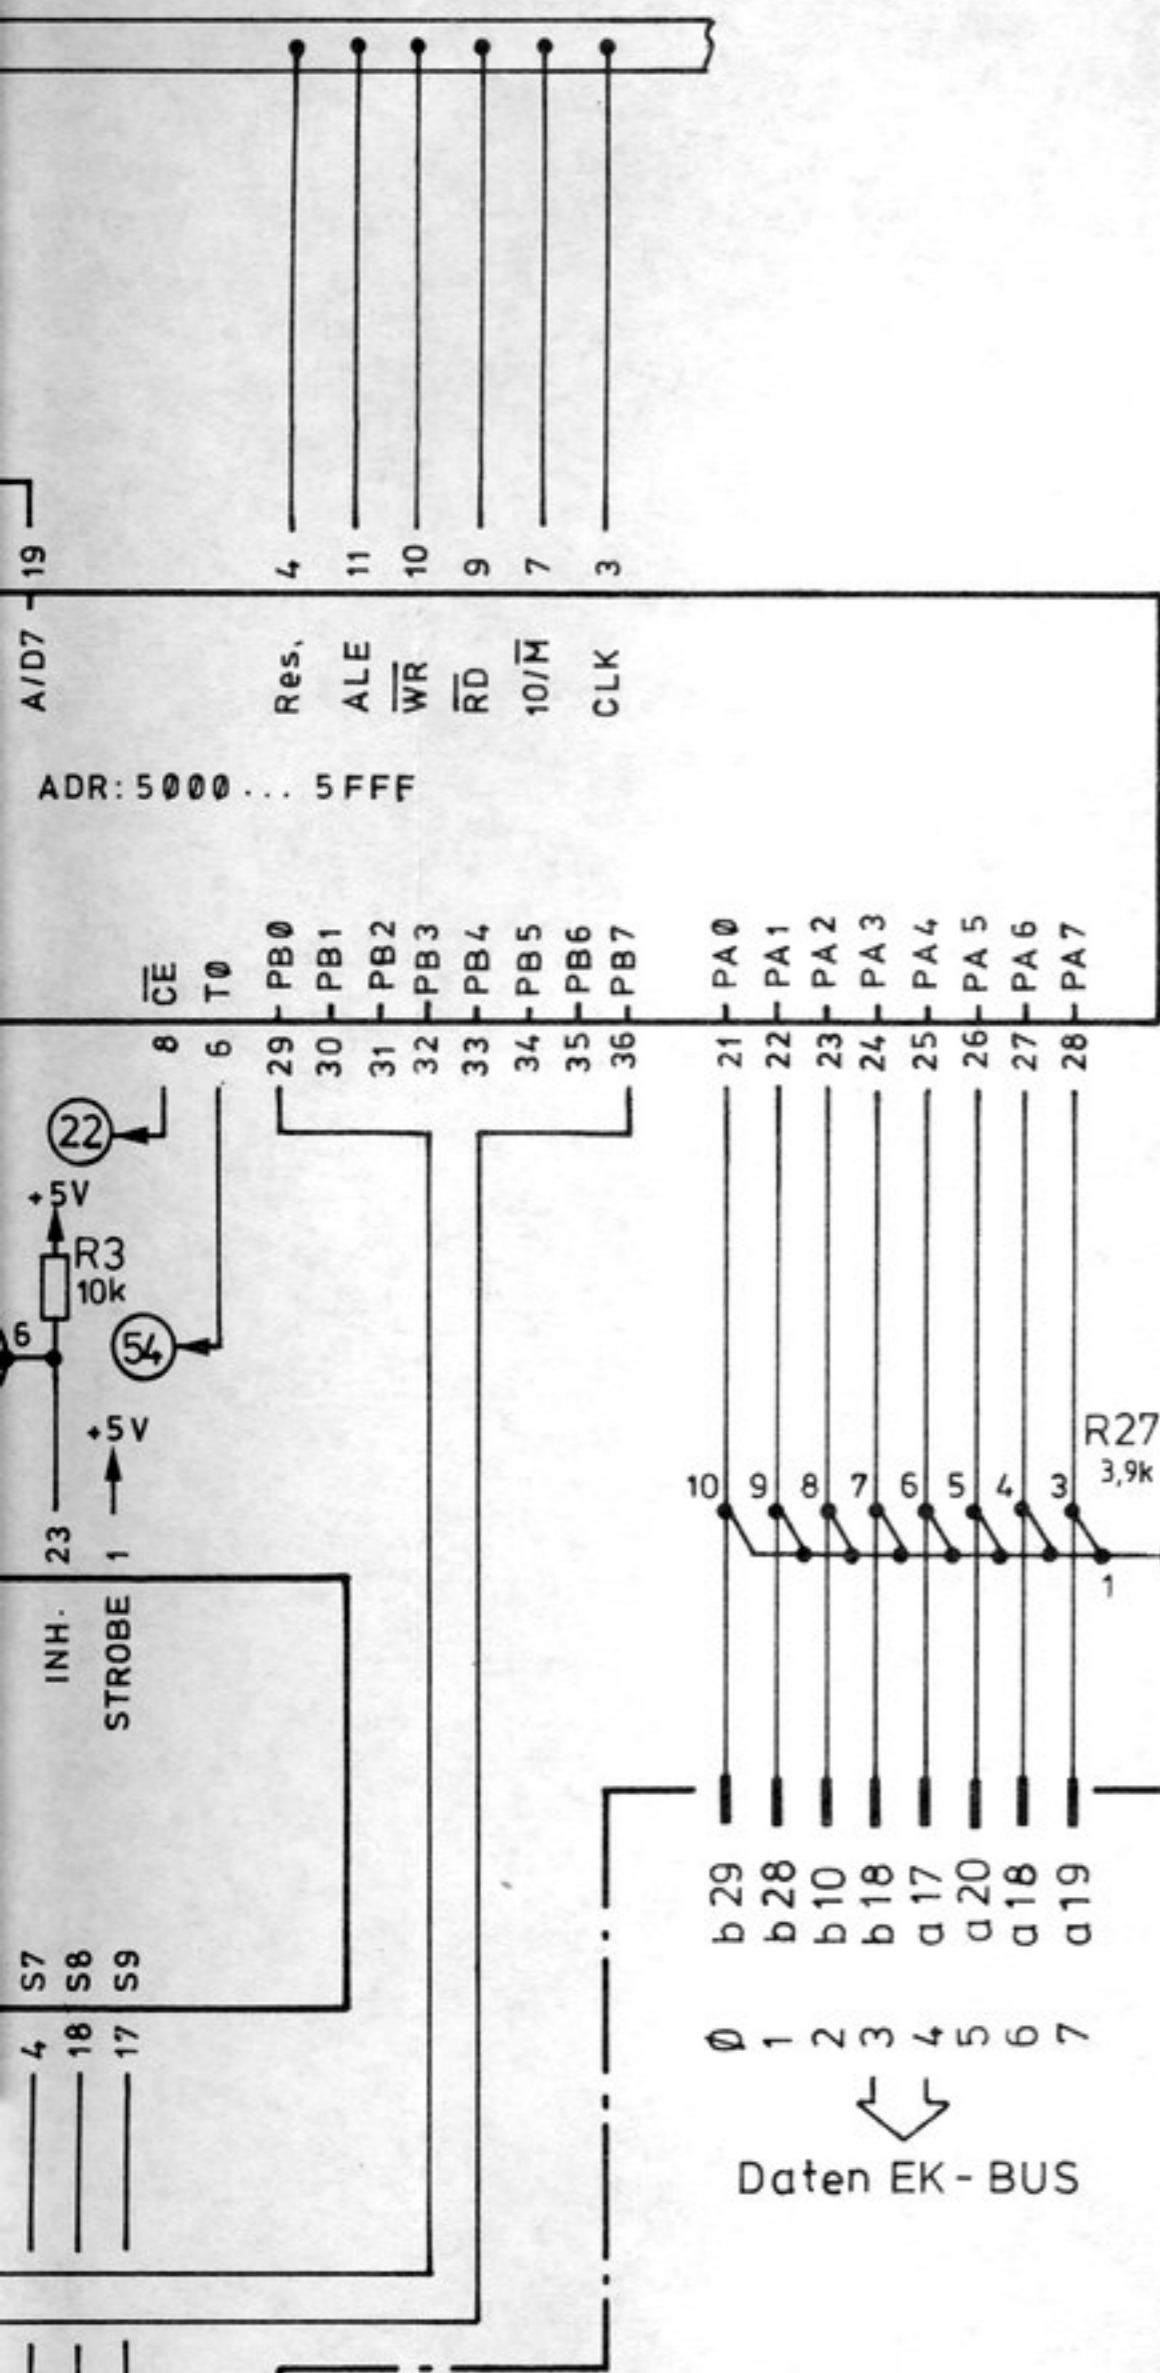 19 4 11 10 9 7 3
A/D7 Res. ALE WR RD 10/M CLK
ADR: 5000 ... 5FFF
CE T0 PB0 PB1 PB2 PB3 PB4 PB5 PB6 PB7 PA0 PA1 PA2 PA3 PA4 PA5 PA6 PA7
8 6 29 30 31 32 33 34 35 36 21 22 23 24 25 26 27 28
22
+5V
R3
10k
6
54
+5V
R27
3,9k
10 9 8 7 6 5 4 3
1
23 1
INH. STROBE
b29 b28 b10 b18 a17 a20 a18 a19
S7 S8 S9
4 18 17
0 1 2 3 4 5 6 7
Daten EK-BUS